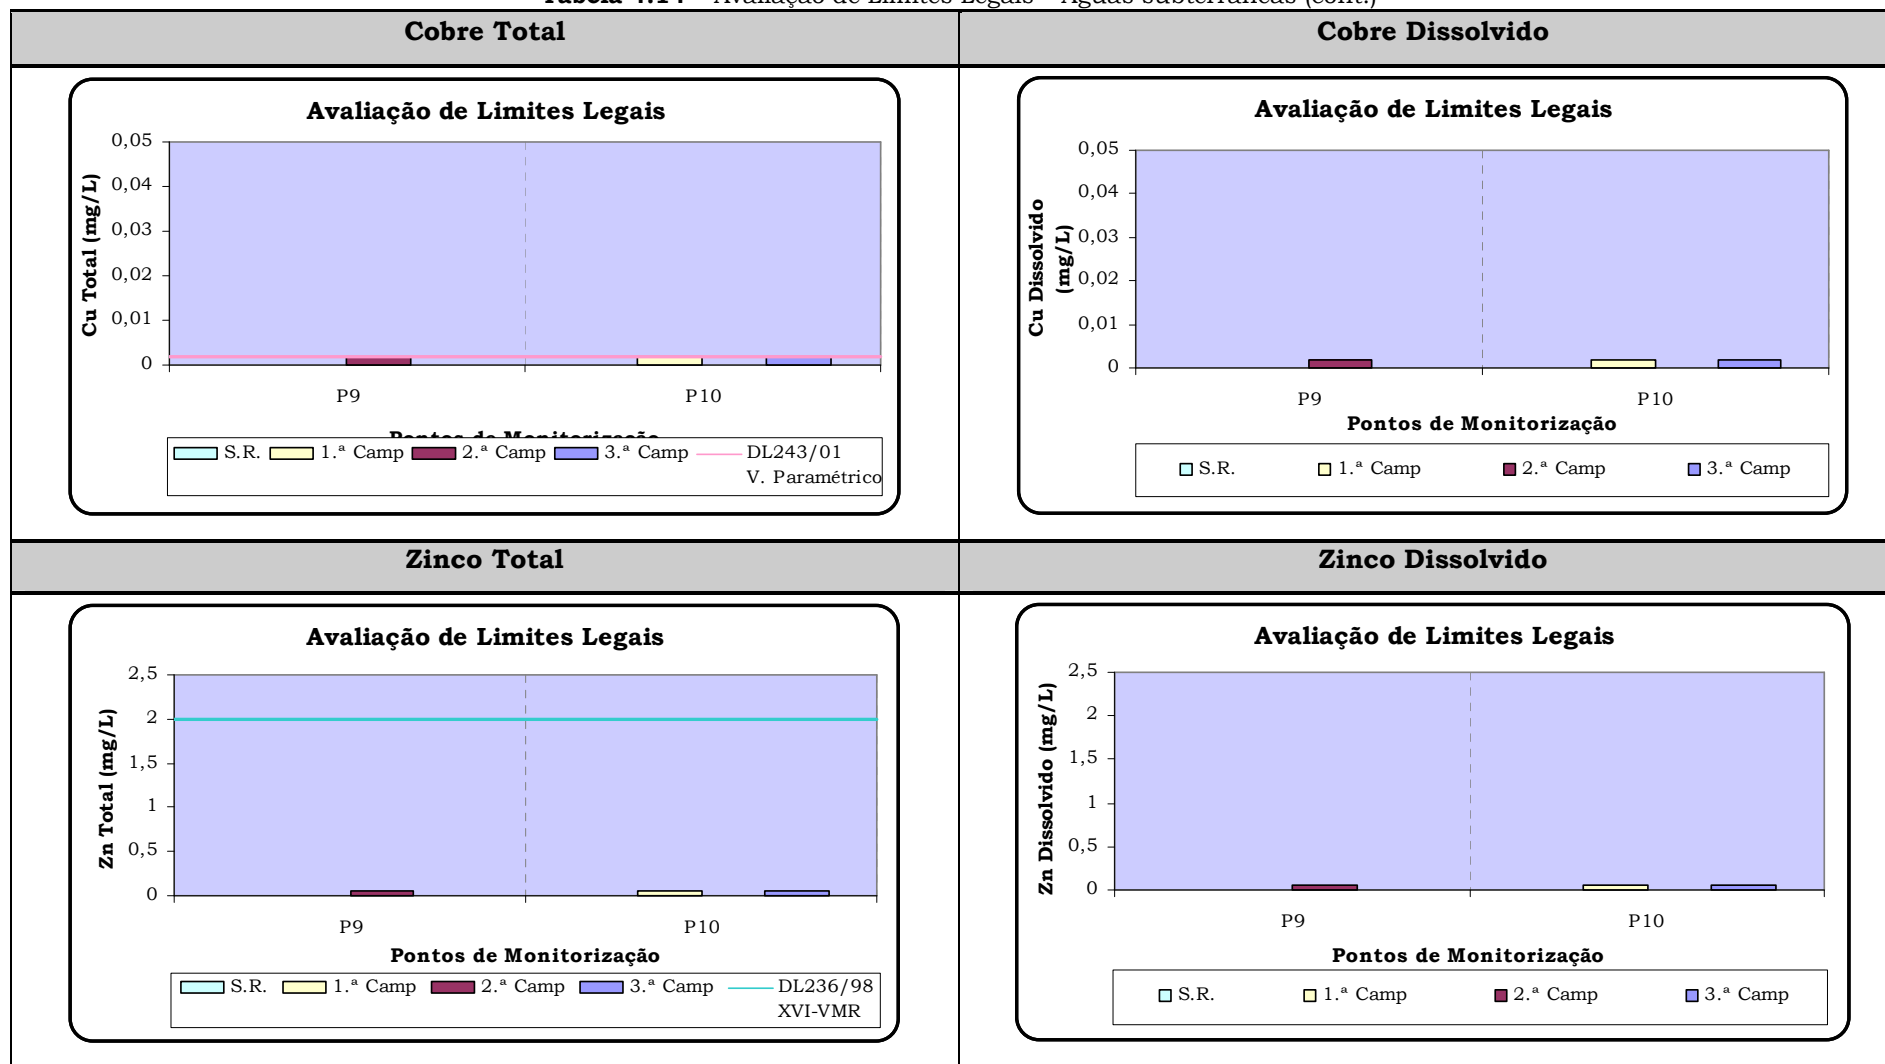 Tabela 4.14 – Avaliação de Limites Legais – Águas subterrâneas (cont.)
Cobre Total
Cobre Dissolvido
Avaliação de Limites Legais
Cu Total (mg/L)
0,05
0,04
0,03
0,02
0,01
0
P9
P10
Pontos de Monitorização
S.R.
1.ª Camp
2.ª Camp
3.ª Camp
DL243/01
V. Paramétrico
Avaliação de Limites Legais
Cu Dissolvido
(mg/L)
0,05
0,04
0,03
0,02
0,01
0
P9
P10
Pontos de Monitorização
S.R.
1.ª Camp
2.ª Camp
3.ª Camp
Zinco Total
Zinco Dissolvido
Avaliação de Limites Legais
Zn Total (mg/L)
2,5
2
1,5
1
0,5
0
P9
P10
Pontos de Monitorização
S.R.
1.ª Camp
2.ª Camp
3.ª Camp
DL236/98
XVI-VMR
Avaliação de Limites Legais
Zn Dissolvido (mg/L)
2,5
2
1,5
1
0,5
0
P9
P10
Pontos de Monitorização
S.R.
1.ª Camp
2.ª Camp
3.ª Camp